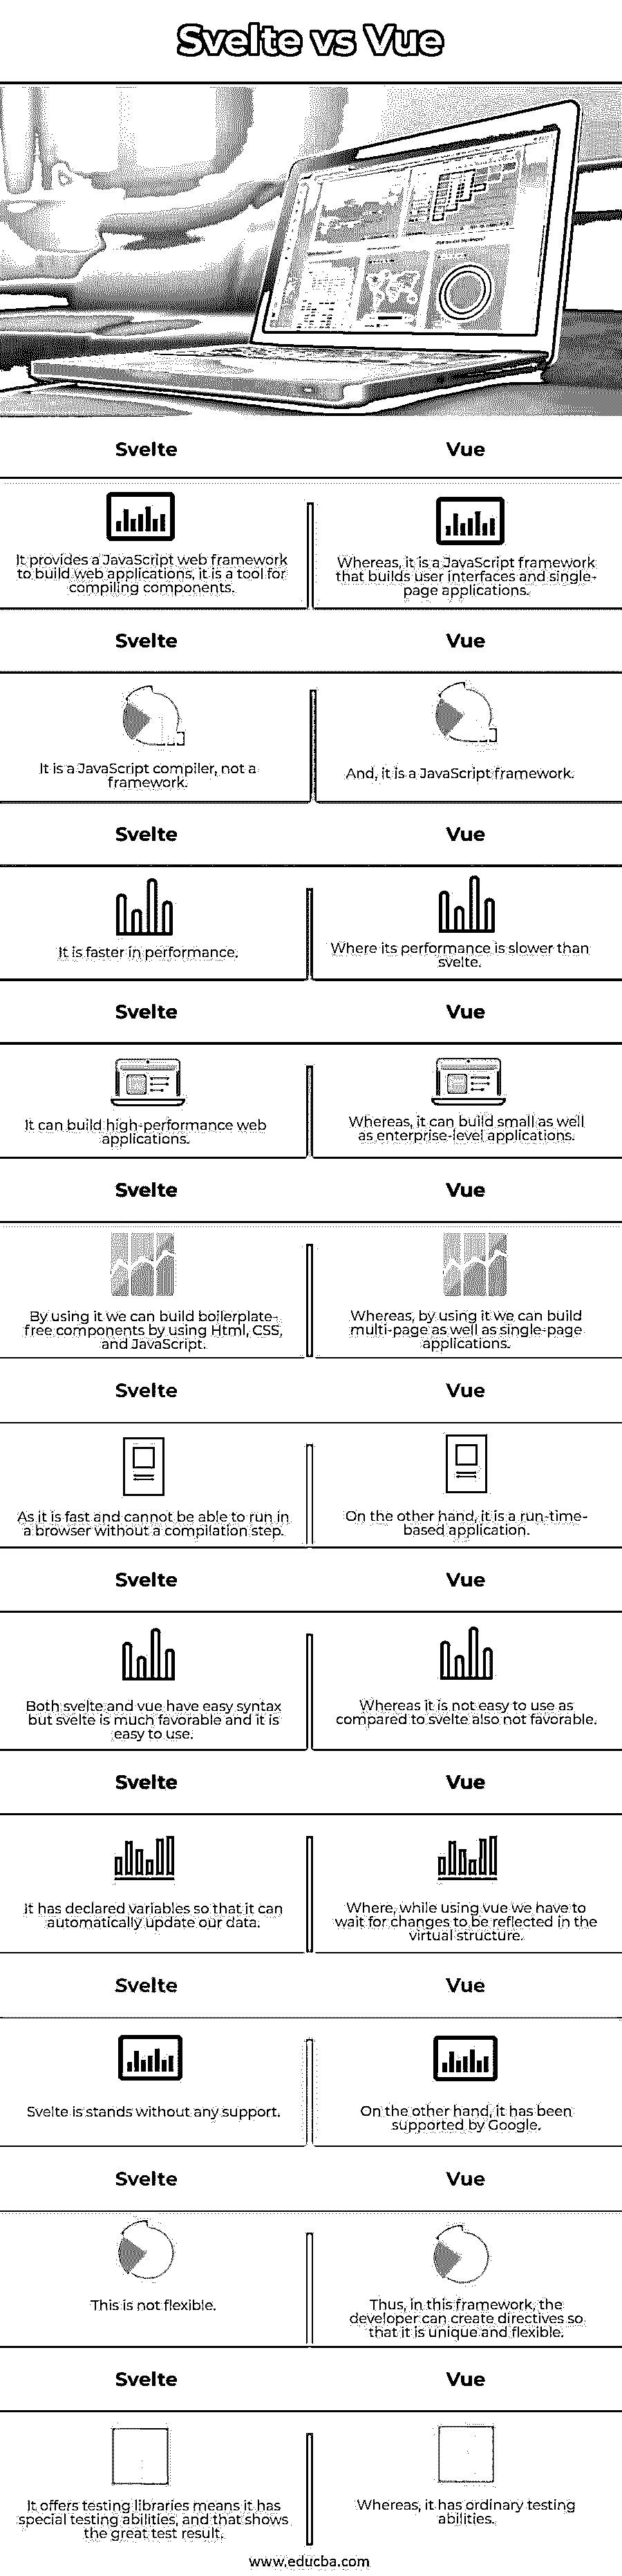 Svelte vs Vue
Svelte
Vue
It provides a JavaScript web framework
to build web applications, it is a tool for
compiling components.
Whereas, it is a JavaScript framework
that builds user interfaces and single-
page applications.
Svelte
Vue
It is a JavaScript compiler, not a
framework.
And, it is a JavaScript framework.
Svelte
Vue
It is faster in performance.
Where its performance is slower than
svelte.
Svelte
Vue
It can build high-performance web
applications.
Whereas, it can build small as well
as enterprise-level applications.
Svelte
Vue
By using it we can build boilerplate-
free components by using Html, CSS,
and JavaScript.
Whereas, by using it we can build
multi-page as well as single-page
applications.
Svelte
Vue
As it is fast and cannot be able to run in
a browser without a compilation step.
On the other hand, it is a run-time-
based application.
Svelte
Vue
Both svelte and vue have easy syntax
but svelte is much favorable and it is
easy to use.
Whereas it is not easy to use as
compared to svelte also not favorable.
Svelte
Vue
It has declared variables so that it can
automatically update our data.
Where, while using vue we have to
wait for changes to be reflected in the
virtual structure.
Svelte
Vue
Svelte is stands without any support.
On the other hand, it has been
supported by Google.
Svelte
Vue
This is not flexible.
Thus, in this framework, the
developer can create directives so
that it is unique and flexible.
Svelte
Vue
It offers testing libraries means it has
special testing abilities, and that shows
the great test result.
Whereas, it has ordinary testing
abilities.
www.educba.com